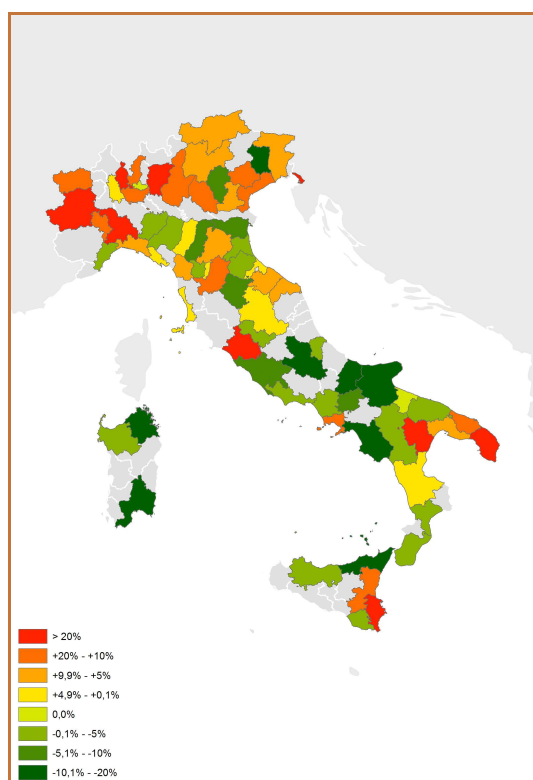 > 20%
+20% - +10%
+9,9% - +5%
+4,9% - +0,1%
0,0%
-0,1% - -5%
-5,1% - -10%
-10,1% - -20%